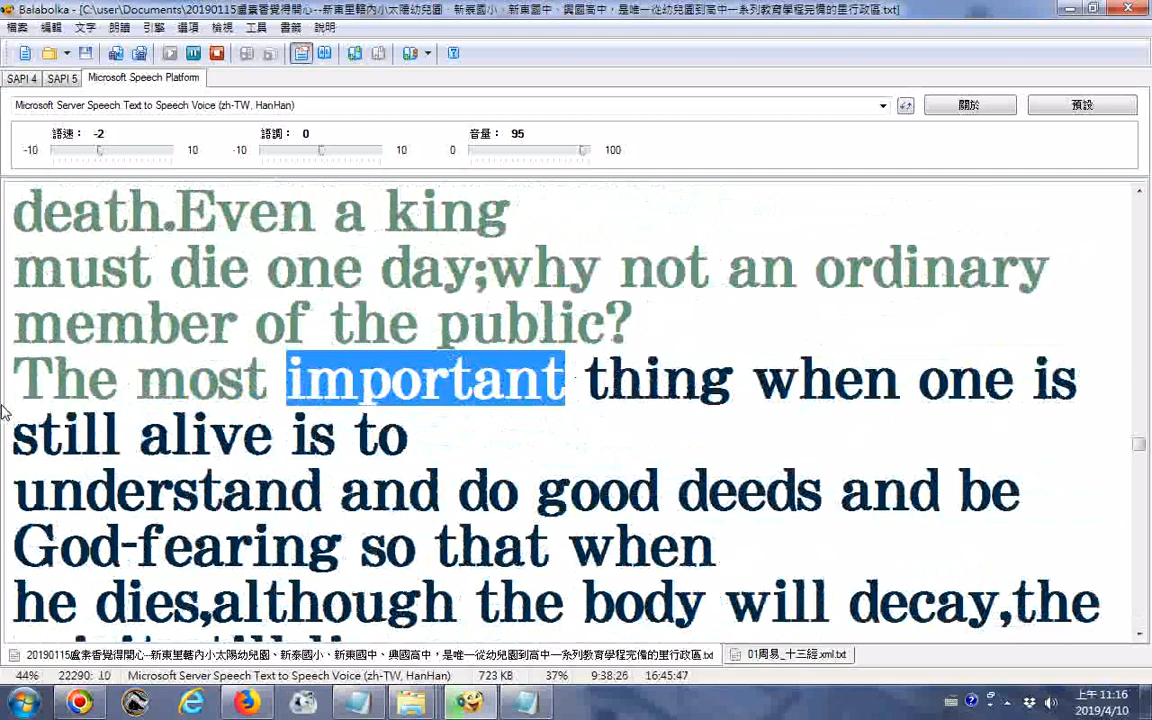 Balabolka - [C:\user\Documents\20190115盧素香覺得開心--新東里轄內小太陽幼兒園、新泰國小、新東國中、興國高中，是唯一從幼兒園到高中一系列教育學程完備的里行政區.txt]
檔案 編輯 文字 朗讀 引擎 選項 檢視 工具 書籤 說明
SAPI 4 SAPI 5 Microsoft Speech Platform
Microsoft Server Speech Text to Speech Voice (zh-TW, HanHan) 關於 預設
語速： -2 語調： 0 音量： 95
-10 10 -10 10 0 100
death.Even a king
must die one day;why not an ordinary
member of the public?
The most important thing when one is
still alive is to
understand and do good deeds and be
God-fearing so that when
he dies,although the body will decay,the
20190115盧素香覺得開心--新東里轄內小太陽幼兒園、新泰國小、新東國中、興國高中，是唯一從幼兒園到高中一系列教育學程完備的里行政區.txt 01周易_十三經.xml.txt
44% 22290: 10 Microsoft Server Speech Text to Speech Voice (zh-TW, HanHan) 723 KB 37% 9:38:26 16:45:47
上午 11:16
2019/4/10